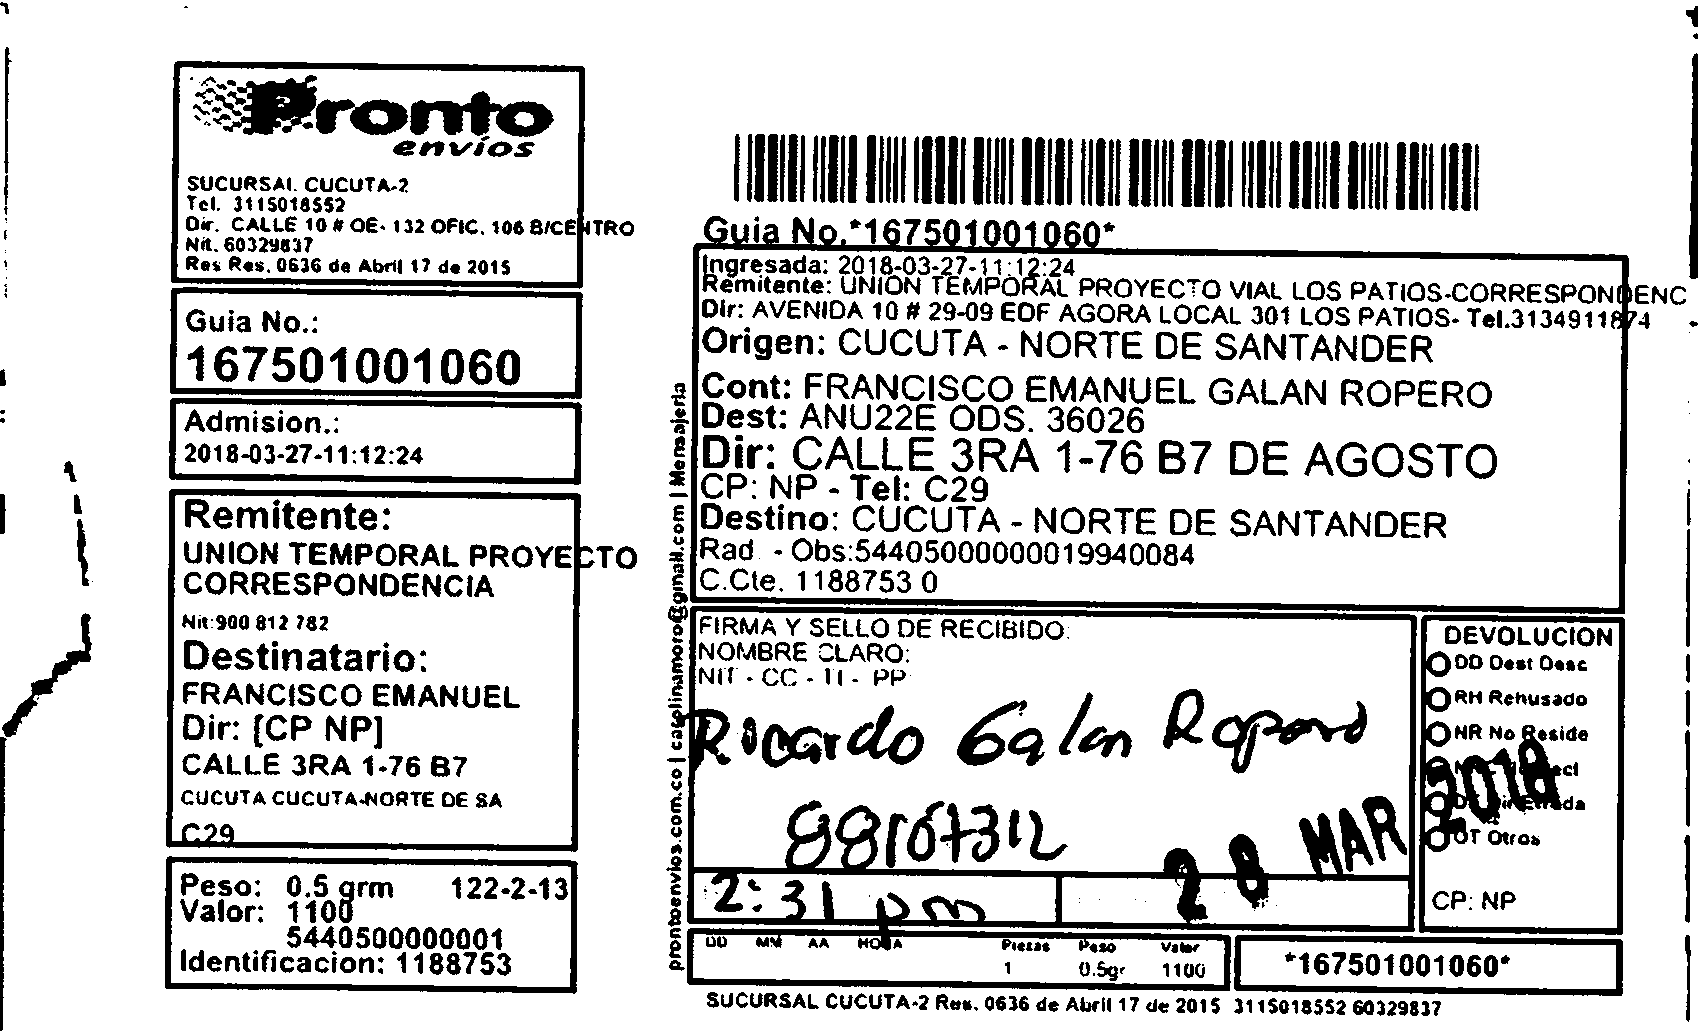 Pronto
envíos
SUCURSAL CUCUTA-2
Tel. 3115018552
Dir. CALLE 10 # OE- 132 OFIC. 106 B/CENTRO
Nit. 60329837
Res Res. 0636 de Abril 17 de 2015
Guia No.:
167501001060
Admision.:
2018-03-27-11:12:24
Remitente:
UNION TEMPORAL PROYECTO
CORRESPONDENCIA
Nit:900 812 782
Destinatario:
FRANCISCO EMANUEL
Dir: [CP NP]
CALLE 3RA 1-76 B7
CUCUTA CUCUTA-NORTE DE SA
C29
Peso: 0.5 grm 122-2-13
Valor: 1100
5440500000001
Identificacion: 1188753
prontoenvios.com.co | carolinamoro@gmail.com | Mensajeria
Guia No.*167501001060*
Ingresada: 2018-03-27-11:12:24
Remitente: UNION TEMPORAL PROYECTO VIAL LOS PATIOS-CORRESPONDENC
Dir: AVENIDA 10 # 29-09 EDF AGORA LOCAL 301 LOS PATIOS- Tel.3134911874
Origen: CUCUTA - NORTE DE SANTANDER
Cont: FRANCISCO EMANUEL GALAN ROPERO
Dest: ANU22E ODS. 36026
Dir: CALLE 3RA 1-76 B7 DE AGOSTO
CP: NP - Tel: C29
Destino: CUCUTA - NORTE DE SANTANDER
Rad - Obs:54405000000019940084
C.Cte. 1188753 0
FIRMA Y SELLO DE RECIBIDO:
NOMBRE CLARO:
NIT - CC - TI - PP
Ricardo Galan Ropero
88167312
2:31 pm
28 MAR 2018
DEVOLUCION
DD Dest Desc
RH Rehusado
NR No Reside
OT Otros
CP: NP
DD MM AA HORA Piezas Peso Valor
1 0.5gr 1100
*167501001060*
SUCURSAL CUCUTA-2 Res. 0636 de Abril 17 de 2015 3115018552 60329837